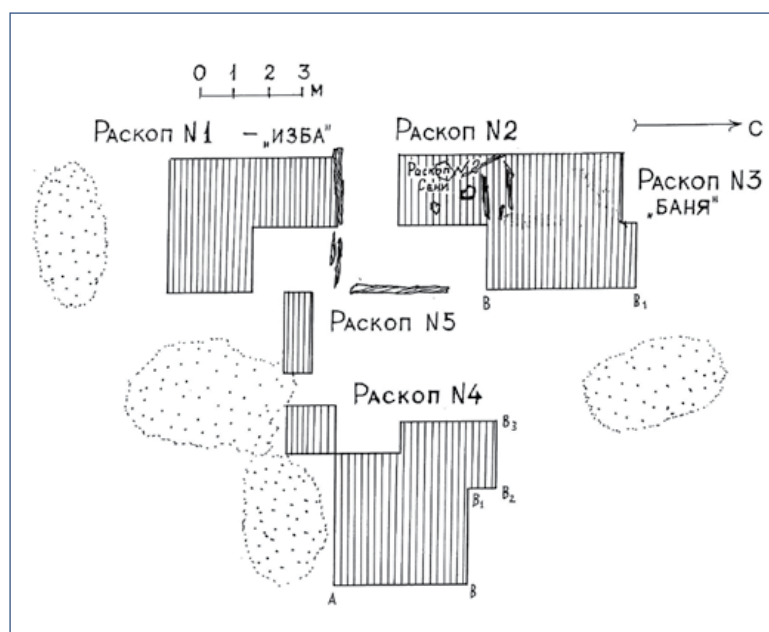 0 1 2 3
М
Раскоп N1 – „ИЗБА"
Раскоп N2
С
Раскоп N2
Сени
Раскоп N3
„БАНЯ"
В
В₁
Раскоп N5
Раскоп N4
В₃
В₁
В₂
А
В